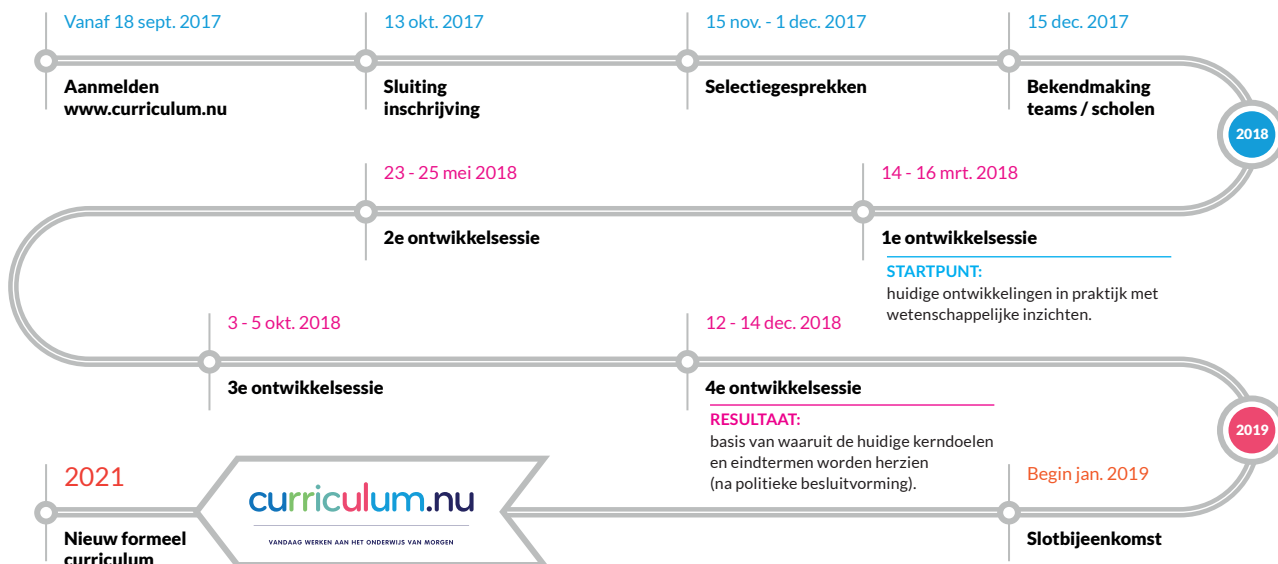 Vanaf 18 sept. 2017
Aanmelden
www.curriculum.nu
13 okt. 2017
Sluiting
inschrijving
15 nov. - 1 dec. 2017
Selectiegesprekken
15 dec. 2017
Bekendmaking
teams / scholen
2018
14 - 16 mrt. 2018
1e ontwikkelsessie
STARTPUNT:
huidige ontwikkelingen in praktijk met
wetenschappelijke inzichten.
23 - 25 mei 2018
2e ontwikkelsessie
3 - 5 okt. 2018
3e ontwikkelsessie
12 - 14 dec. 2018
4e ontwikkelsessie
RESULTAAT:
basis van waaruit de huidige kerndoelen
en eindtermen worden herzien
(na politieke besluitvorming).
2019
Begin jan. 2019
Slotbijeenkomst
curriculum.nu
VANDAAG WERKEN AAN HET ONDERWIJS VAN MORGEN
2021
Nieuw formeel
curriculum